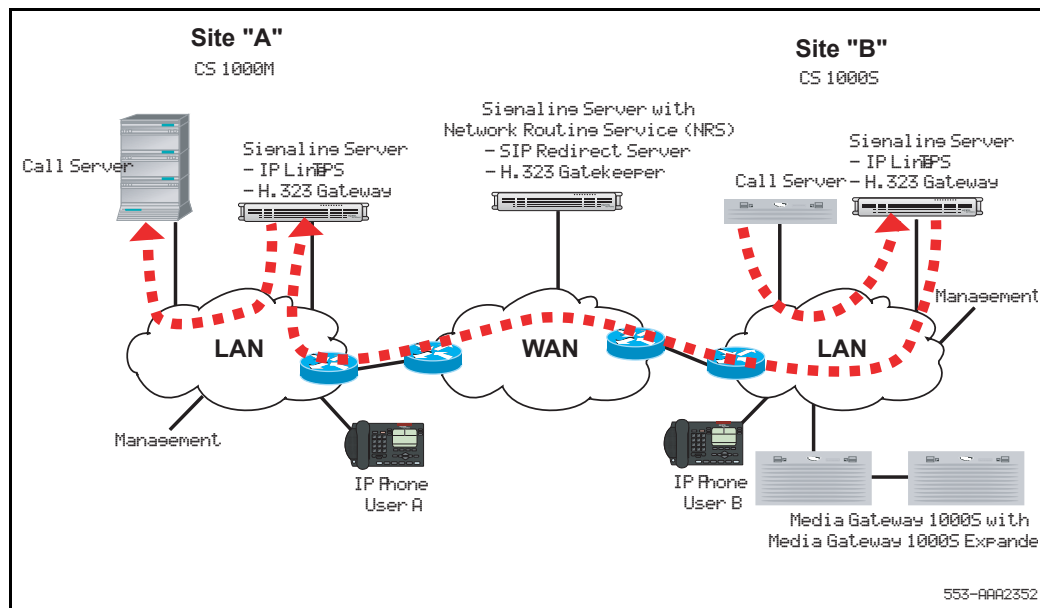 Site "A"
CS 1000M
Site "B"
CS 1000S
Signaling Server with
Network Routing Service (NRS)
- SIP Redirect Server
- H.323 Gatekeeper
Call Server
Signaling Server
- IP Line
- H.323 Gateway
Call Server
Signaling Server
- IP Line
- H.323 Gateway
Management
LAN
WAN
LAN
Management
IP Phone
User A
IP Phone
User B
Media Gateway 1000S with
Media Gateway 1000S Expande
553-AAA2352